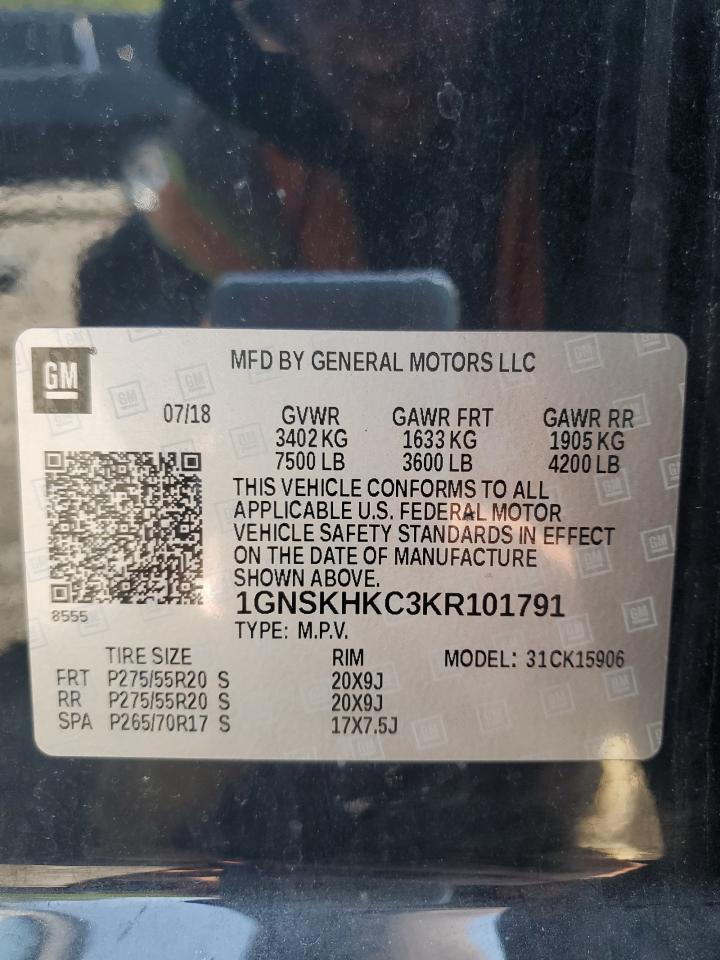 GM
MFD BY GENERAL MOTORS LLC
07/18 GVWR GAWR FRT GAWR RR
3402 KG 1633 KG 1905 KG
7500 LB 3600 LB 4200 LB
THIS VEHICLE CONFORMS TO ALL
APPLICABLE U.S. FEDERAL MOTOR
VEHICLE SAFETY STANDARDS IN EFFECT
ON THE DATE OF MANUFACTURE
SHOWN ABOVE.
1GNSKHKC3KR101791
8555
TYPE: M.P.V.
TIRE SIZE RIM MODEL: 31CK15906
FRT P275/55R20 S 20X9J
RR P275/55R20 S 20X9J
SPA P265/70R17 S 17X7.5J